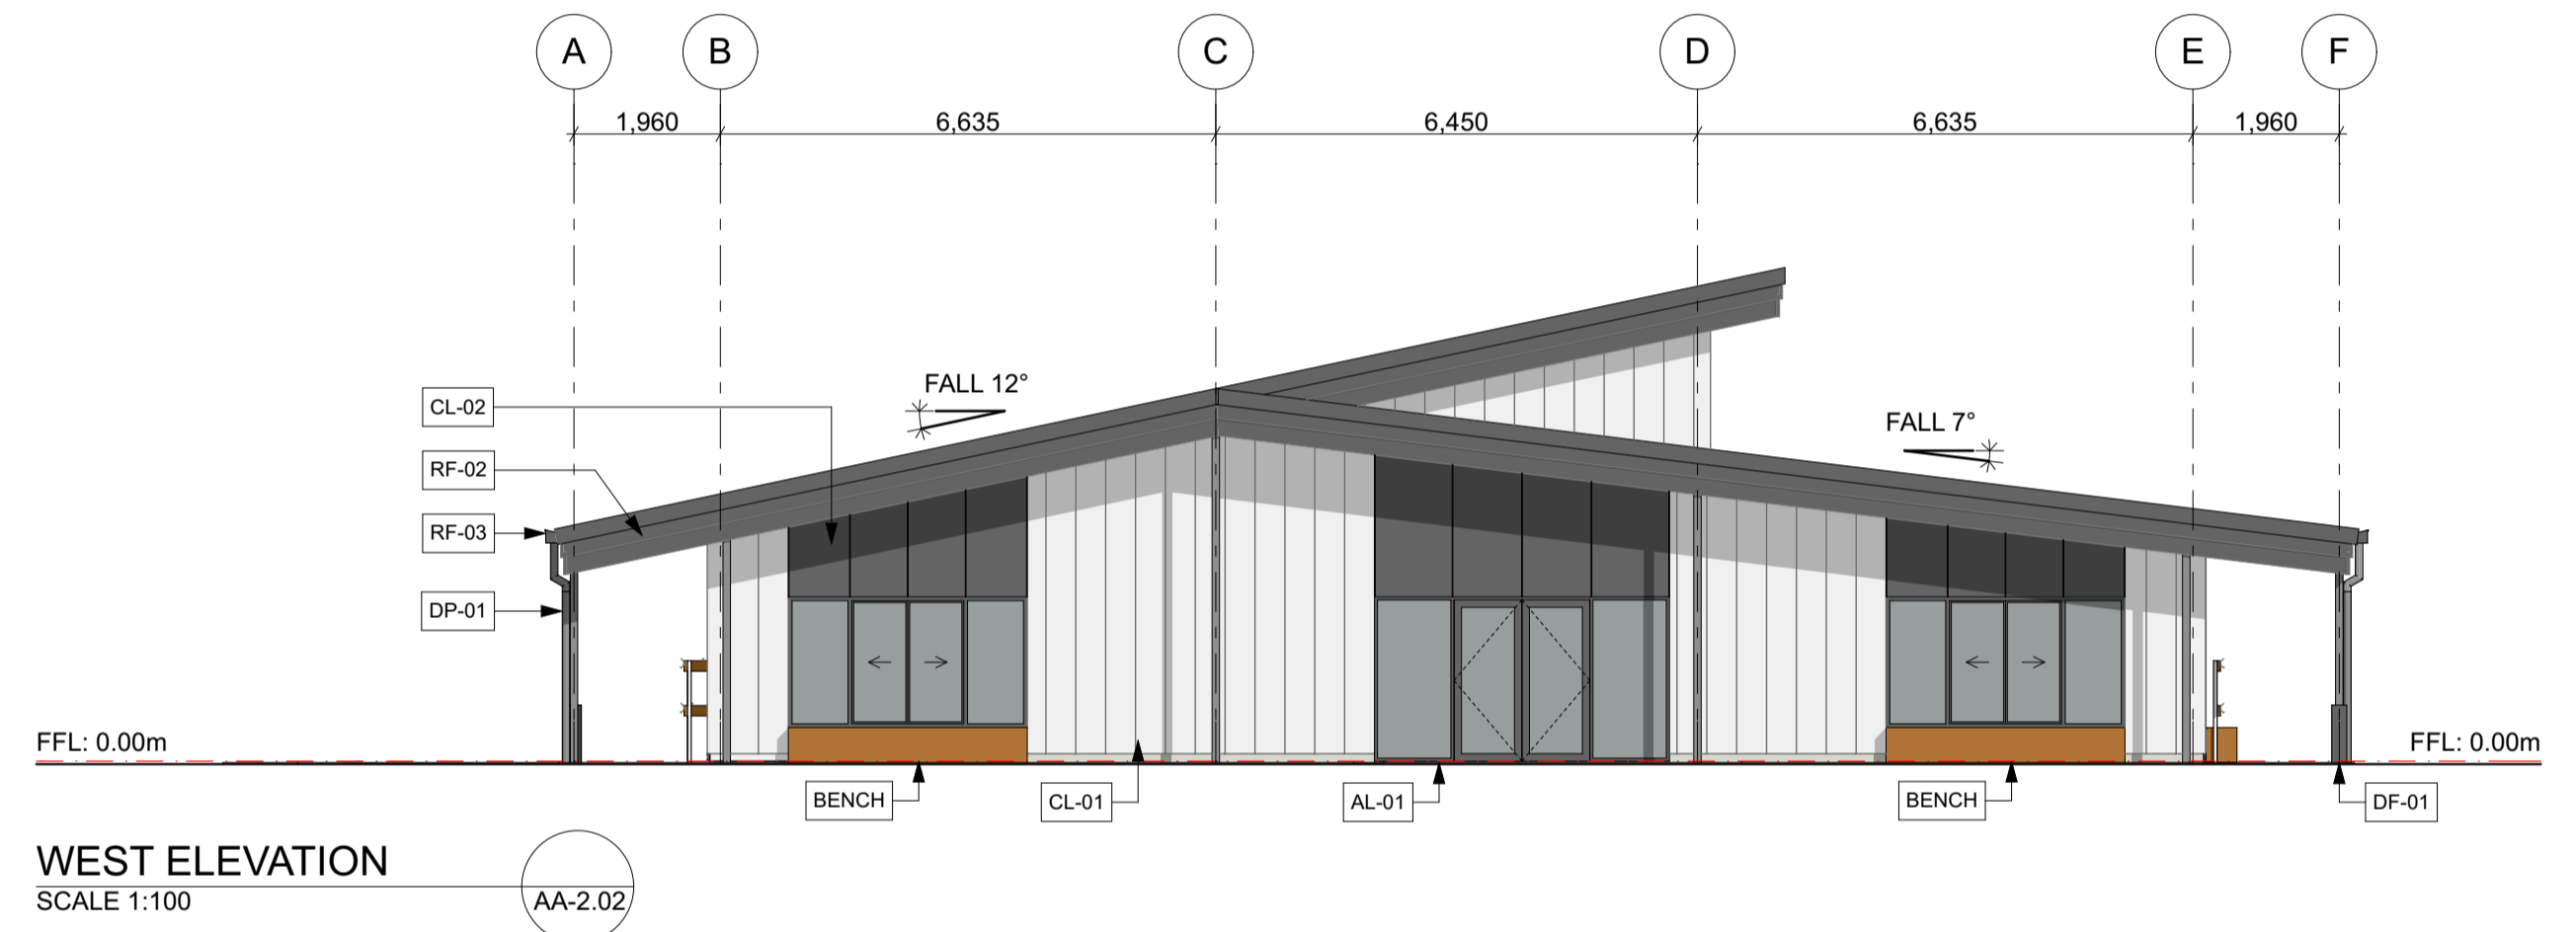 A B C D E F
1,960 6,635 6,450 6,635 1,960
FALL 12°
CL-02
FALL 7°
RF-02
RF-03
DP-01
FFL: 0.00m FFL: 0.00m
BENCH CL-01 AL-01 BENCH DF-01
WEST ELEVATION
SCALE 1:100 AA-2.02